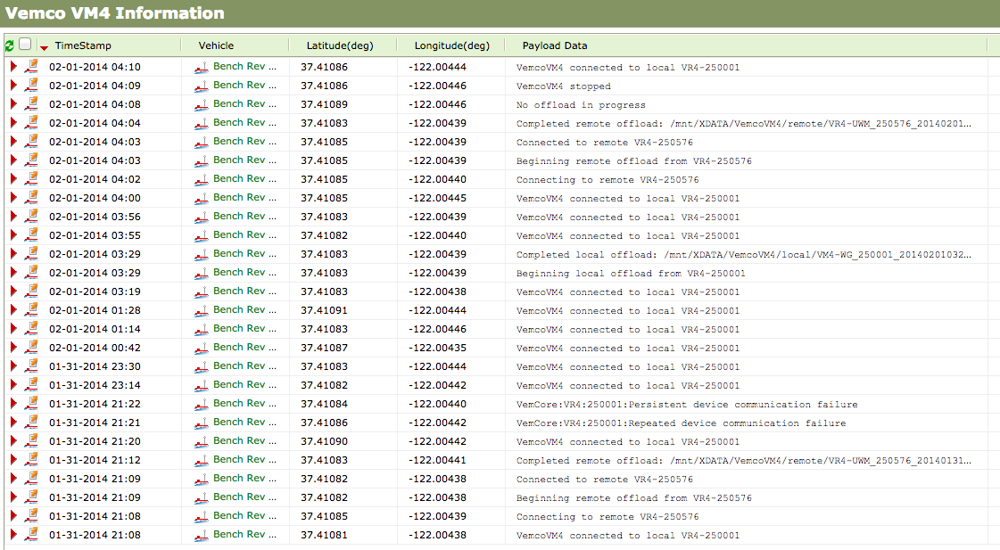 Vemco VM4 Information
TimeStamp Vehicle Latitude(deg) Longitude(deg) Payload Data
02-01-2014 04:10 Bench Rev ... 37.41086 -122.00444 VemcoVM4 connected to local VR4-250001
02-01-2014 04:09 Bench Rev ... 37.41086 -122.00446 VemcoVM4 stopped
02-01-2014 04:08 Bench Rev ... 37.41089 -122.00446 No offload in progress
02-01-2014 04:04 Bench Rev ... 37.41083 -122.00439 Completed remote offload: /mnt/XDATA/VemcoVM4/remote/VR4-UWM_250576_20140201...
02-01-2014 04:03 Bench Rev ... 37.41085 -122.00439 Connected to remote VR4-250576
02-01-2014 04:03 Bench Rev ... 37.41085 -122.00439 Beginning remote offload from VR4-250576
02-01-2014 04:02 Bench Rev ... 37.41085 -122.00440 Connecting to remote VR4-250576
02-01-2014 04:00 Bench Rev ... 37.41085 -122.00445 VemcoVM4 connected to local VR4-250001
02-01-2014 03:56 Bench Rev ... 37.41083 -122.00439 VemcoVM4 connected to local VR4-250001
02-01-2014 03:55 Bench Rev ... 37.41082 -122.00440 VemcoVM4 connected to local VR4-250001
02-01-2014 03:29 Bench Rev ... 37.41083 -122.00439 Completed local offload: /mnt/XDATA/VemcoVM4/local/VM4-WG_250001_20140201032...
02-01-2014 03:29 Bench Rev ... 37.41083 -122.00439 Beginning local offload from VR4-250001
02-01-2014 03:19 Bench Rev ... 37.41083 -122.00438 VemcoVM4 connected to local VR4-250001
02-01-2014 01:28 Bench Rev ... 37.41091 -122.00444 VemcoVM4 connected to local VR4-250001
02-01-2014 01:14 Bench Rev ... 37.41083 -122.00446 VemcoVM4 connected to local VR4-250001
02-01-2014 00:42 Bench Rev ... 37.41087 -122.00435 VemcoVM4 connected to local VR4-250001
01-31-2014 23:30 Bench Rev ... 37.41083 -122.00444 VemcoVM4 connected to local VR4-250001
01-31-2014 23:14 Bench Rev ... 37.41082 -122.00442 VemcoVM4 connected to local VR4-250001
01-31-2014 21:22 Bench Rev ... 37.41084 -122.00440 VemCore:VR4:250001:Persistent device communication failure
01-31-2014 21:21 Bench Rev ... 37.41086 -122.00442 VemCore:VR4:250001:Repeated device communication failure
01-31-2014 21:20 Bench Rev ... 37.41090 -122.00442 VemcoVM4 connected to local VR4-250001
01-31-2014 21:12 Bench Rev ... 37.41083 -122.00441 Completed remote offload: /mnt/XDATA/VemcoVM4/remote/VR4-UWM_250576_20140131...
01-31-2014 21:09 Bench Rev ... 37.41082 -122.00438 Connected to remote VR4-250576
01-31-2014 21:09 Bench Rev ... 37.41082 -122.00438 Beginning remote offload from VR4-250576
01-31-2014 21:08 Bench Rev ... 37.41085 -122.00439 Connecting to remote VR4-250576
01-31-2014 21:08 Bench Rev ... 37.41081 -122.00438 VemcoVM4 connected to local VR4-250001